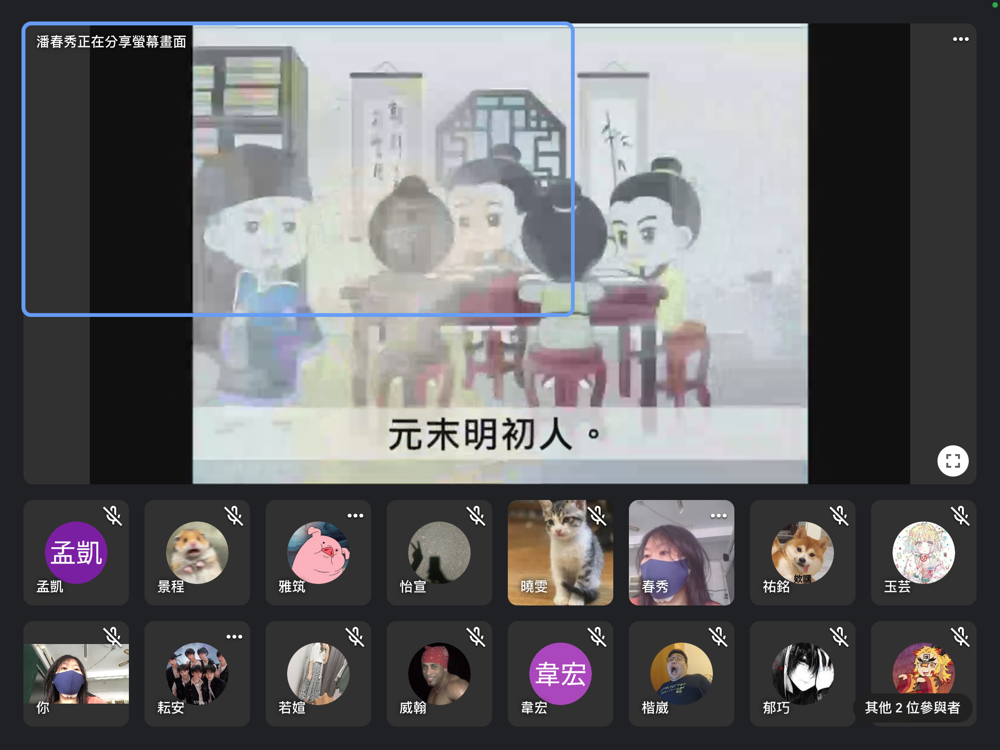 潘春秀正在分享螢幕畫面
元末明初人。
孟凱
孟凱
景程
雅筑
怡宣
曉雯
春秀
欸嘿
祐銘
玉芸
你
耘安
若媗
威翰
韋宏
韋宏
楷崴
郁巧
其他 2 位參與者